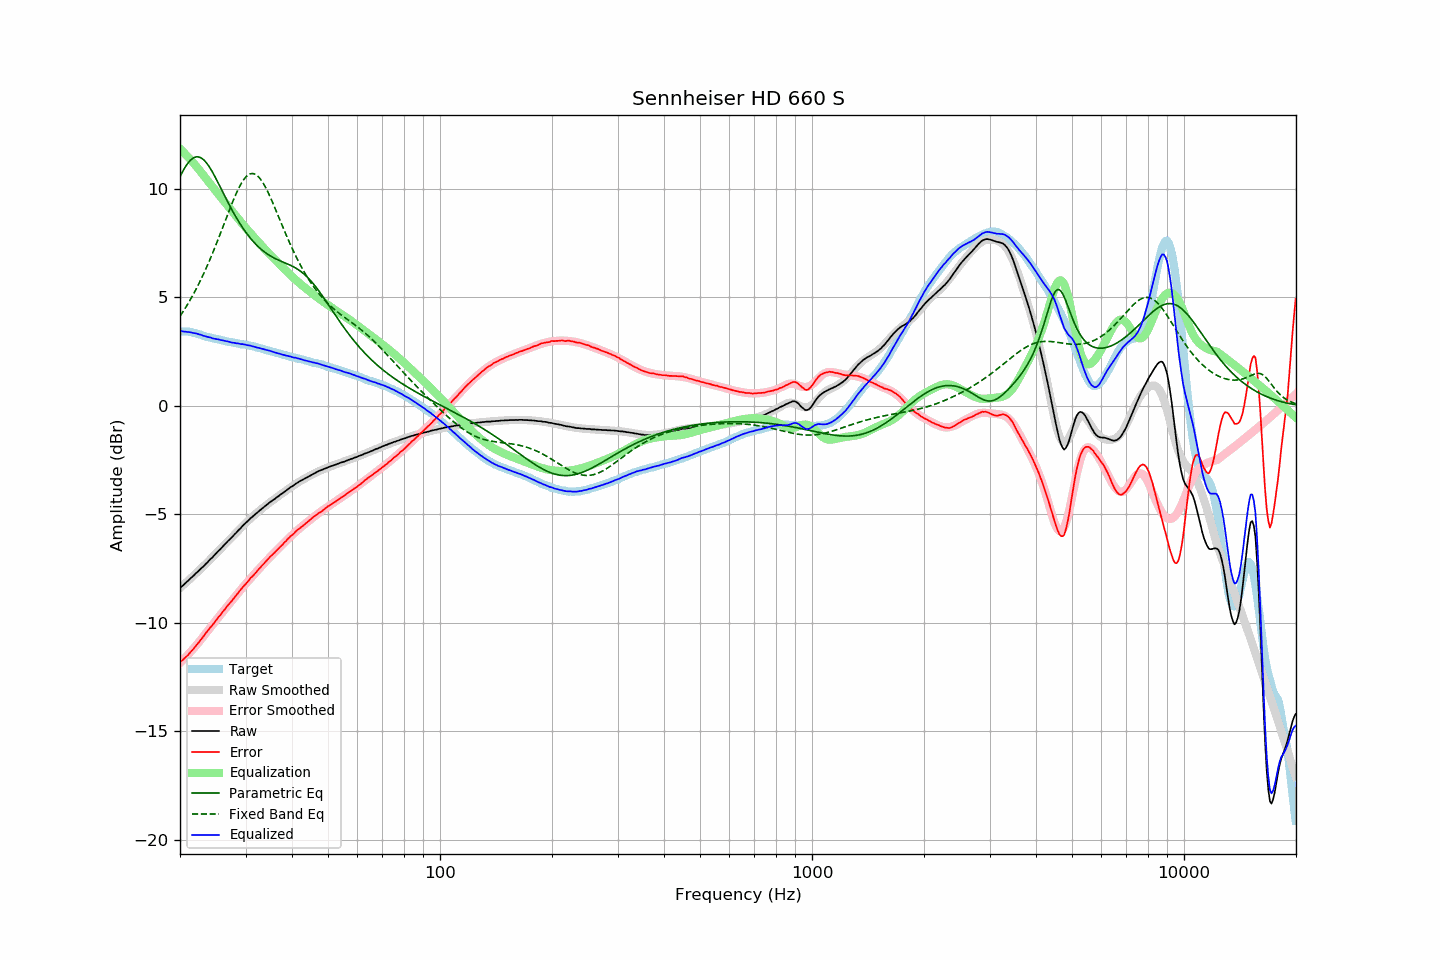 Sennheiser HD 660 S
Amplitude (dBr)
10
5
0
−5
−10
−15
−20
Target
Raw Smoothed
Error Smoothed
Raw
Error
Equalization
Parametric Eq
Fixed Band Eq
Equalized
100
1000
10000
Frequency (Hz)